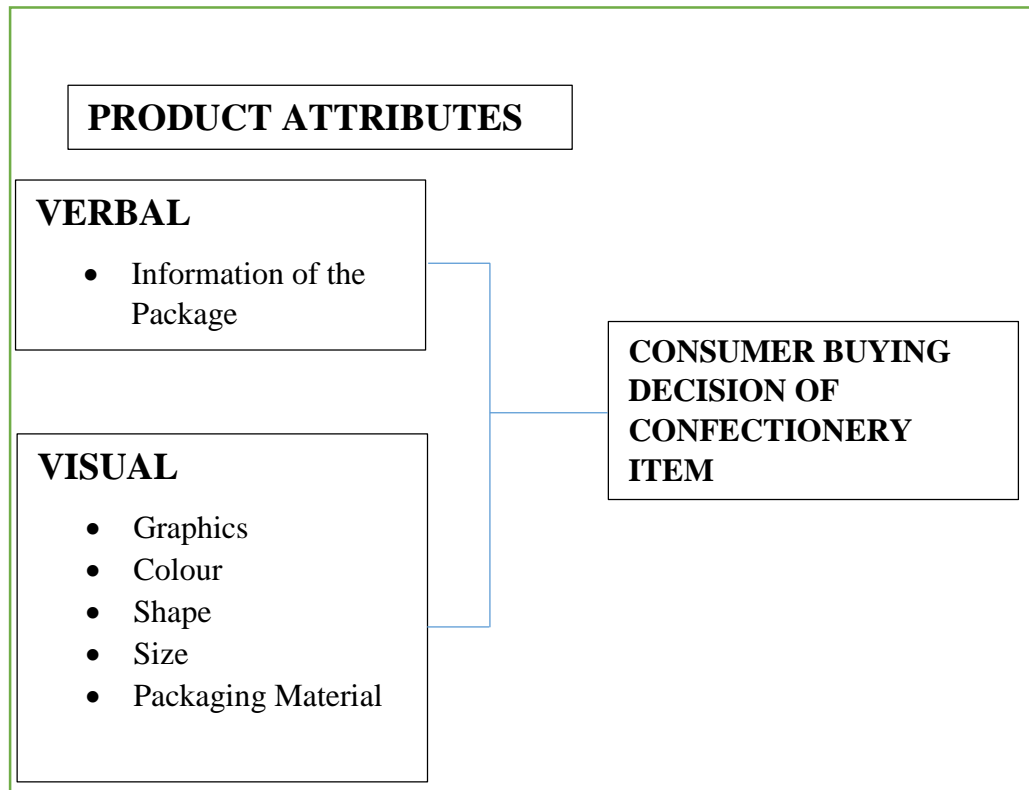 PRODUCT ATTRIBUTES
VERBAL
• Information of the
Package
VISUAL
• Graphics
• Colour
• Shape
• Size
• Packaging Material
CONSUMER BUYING
DECISION OF
CONFECTIONERY
ITEM